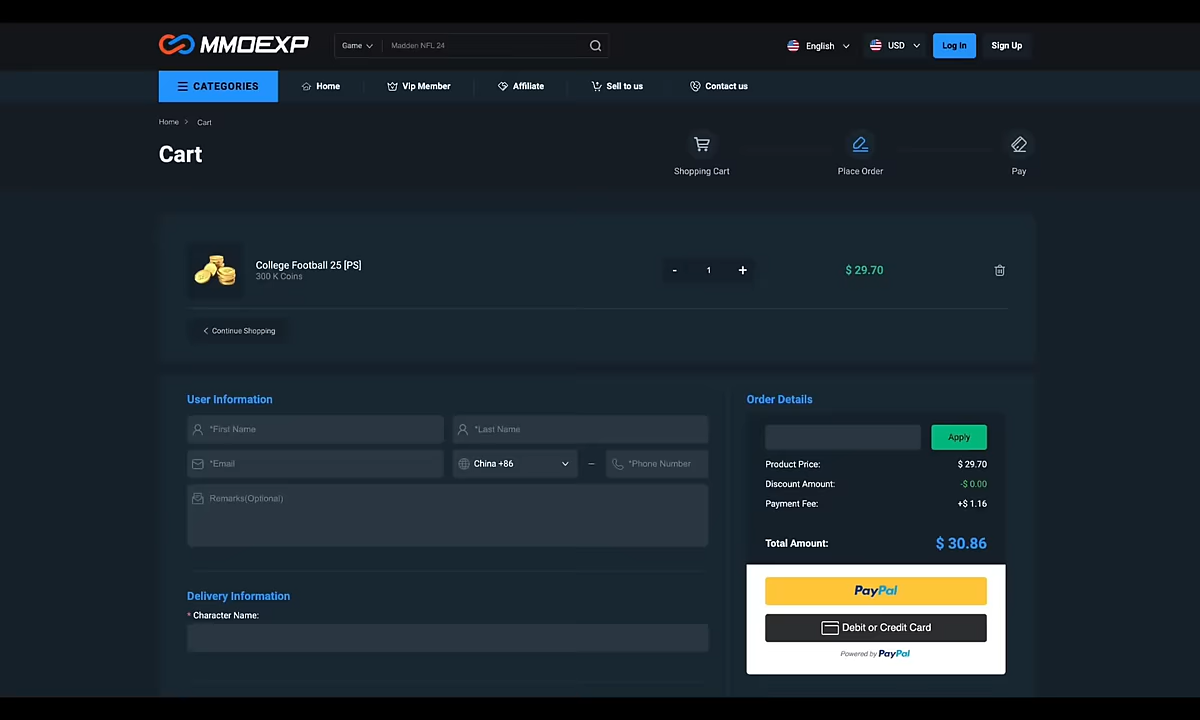 MMOEXP
Game
Madden NFL 24
English
USD
Log In
Sign Up
CATEGORIES
Home
Vip Member
Affiliate
Sell to us
Contact us
Home > Cart
Cart
Shopping Cart
Place Order
Pay
College Football 25 [PS]
300 K Coins
- 1 +
$ 29.70
< Continue Shopping
User Information
*First Name
*Last Name
*Email
China +86
–
*Phone Number
Remarks(Optional)
Delivery Information
* Character Name:
Order Details
Apply
Product Price: $ 29.70
Discount Amount: -$ 0.00
Payment Fee: +$ 1.16
Total Amount: $ 30.86
PayPal
Debit or Credit Card
Powered by PayPal